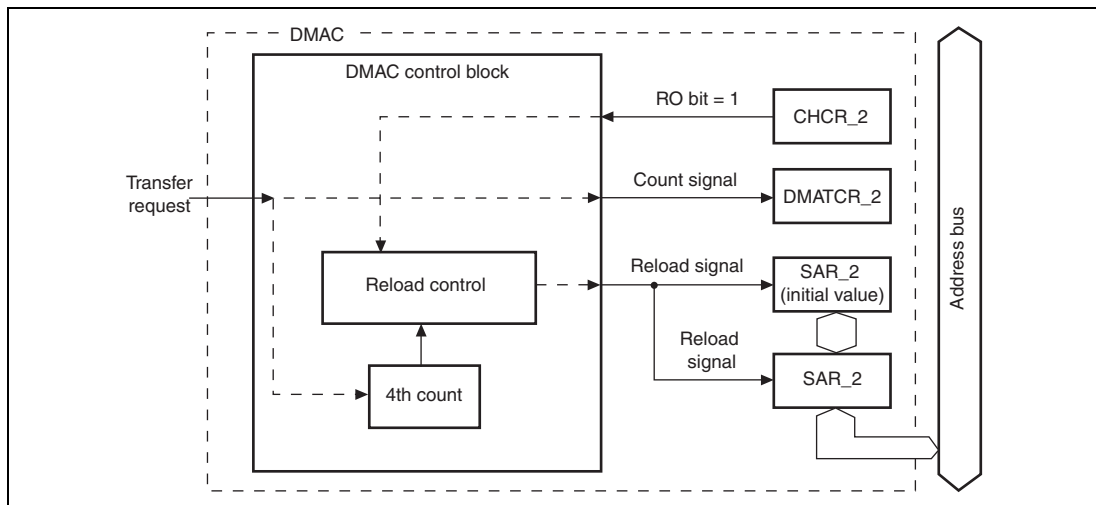 DMAC
DMAC control block
RO bit = 1
CHCR_2
Transfer
request
Count signal
DMATCR_2
Reload control
Reload signal
SAR_2
(initial value)
Reload
signal
4th count
SAR_2
Address bus